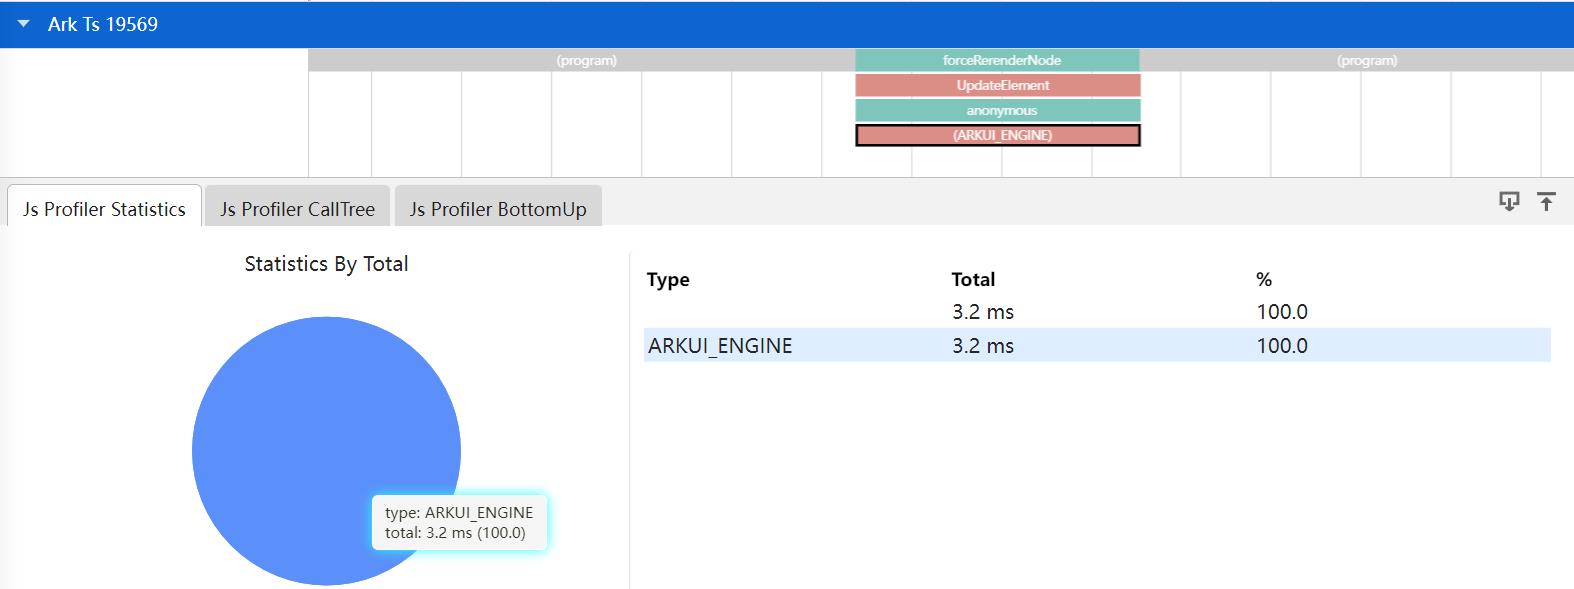 Ark Ts 19569
(program) forceRerenderNode (program)
UpdateElement
anonymous
(ARKUI_ENGINE)
Js Profiler Statistics Js Profiler CallTree Js Profiler BottomUp
Statistics By Total
Type Total %
3.2 ms 100.0
ARKUI_ENGINE 3.2 ms 100.0
type: ARKUI_ENGINE
total: 3.2 ms (100.0)